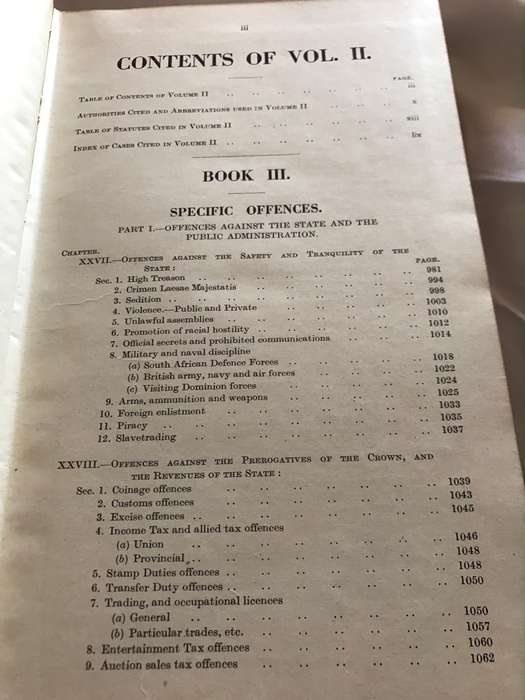 iii
CONTENTS OF VOL. II.
PAGE.
Table of Contents of Volume II .. .. .. .. .. iii
Authorities Cited and Abbreviations used in Volume II .. .. .. x
Table of Statutes Cited in Volume II .. .. .. .. .. xiii
Index of Cases Cited in Volume II .. .. .. .. .. .. lix
BOOK III.
SPECIFIC OFFENCES.
PART I.—OFFENCES AGAINST THE STATE AND THE
PUBLIC ADMINISTRATION.
Chapter.
XXVII.—Offences against the Safety and Tranquility of the
State: PAGE.
Sec. 1. High Treason .. .. .. .. .. .. .. 981
2. Crimen Laesae Majestatis .. .. .. .. .. 994
3. Sedition .. .. .. .. .. .. .. .. 998
4. Violence.—Public and Private .. .. .. .. 1003
5. Unlawful assemblies .. .. .. .. .. .. 1010
6. Promotion of racial hostility .. .. .. .. .. 1012
7. Official secrets and prohibited communications .. .. .. 1014
8. Military and naval discipline
(a) South African Defence Forces .. .. .. .. 1018
(b) British army, navy and air forces .. .. .. 1022
(c) Visiting Dominion forces .. .. .. .. .. 1024
9. Arms, ammunition and weapons .. .. .. .. 1025
10. Foreign enlistment .. .. .. .. .. .. 1033
11. Piracy .. .. .. .. .. .. .. .. 1035
12. Slavetrading .. .. .. .. .. .. .. 1037
XXVIII.—Offences against the Prerogatives of the Crown, and
the Revenues of the State:
Sec. 1. Coinage offences .. .. .. .. .. .. 1039
2. Customs offences .. .. .. .. .. .. 1043
3. Excise offences .. .. .. .. .. .. .. 1045
4. Income Tax and allied tax offences
(a) Union .. .. .. .. .. .. .. 1046
(b) Provincial .. .. .. .. .. .. .. 1048
5. Stamp Duties offences .. .. .. .. .. .. 1048
6. Transfer Duty offences .. .. .. .. .. .. 1050
7. Trading, and occupational licences
(a) General .. .. .. .. .. .. .. 1050
(b) Particular trades, etc. .. .. .. .. .. 1057
8. Entertainment Tax offences .. .. .. .. .. 1060
9. Auction sales tax offences .. .. .. .. .. 1062